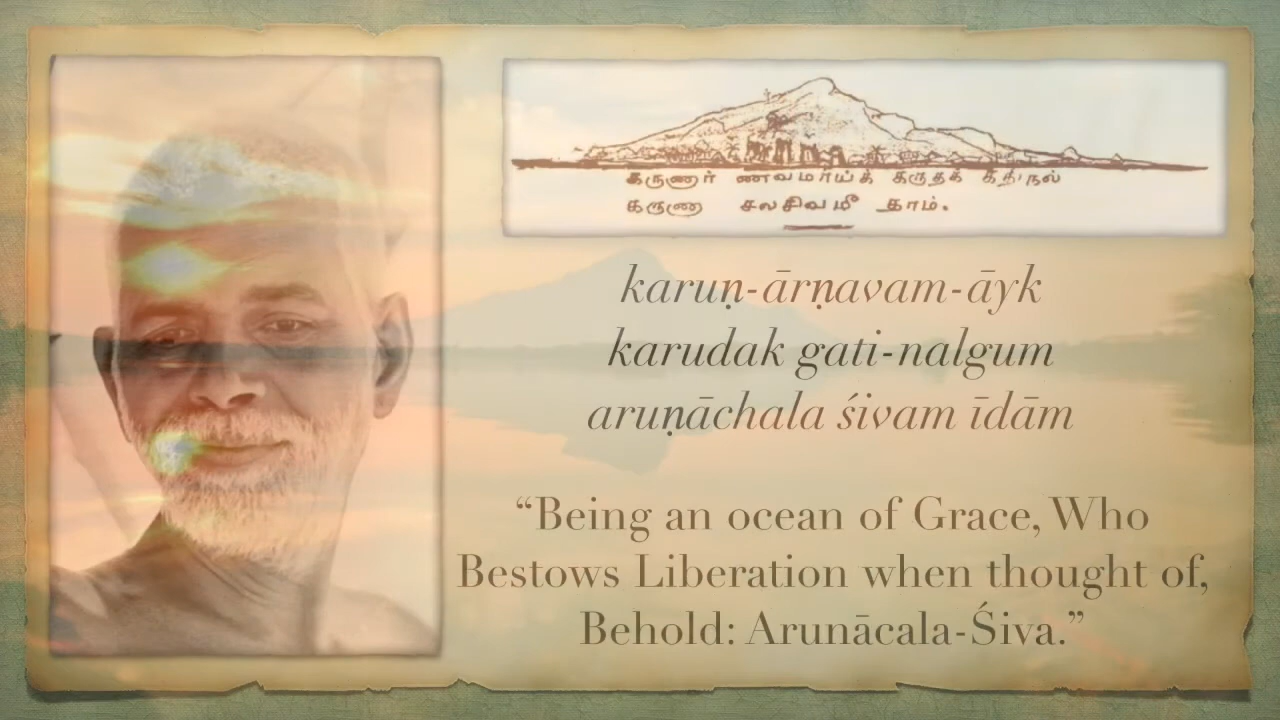 கருணார் ணவமாய்க் கருதக் கதிநல்
கருணா சலசிவமீ தாம்.
karuṇ-ārṇavam-āyk
karudak gati-nalgum
aruṇāchala śivam īdām
“Being an ocean of Grace, Who
Bestows Liberation when thought of,
Behold: Arunācala-Śiva.”